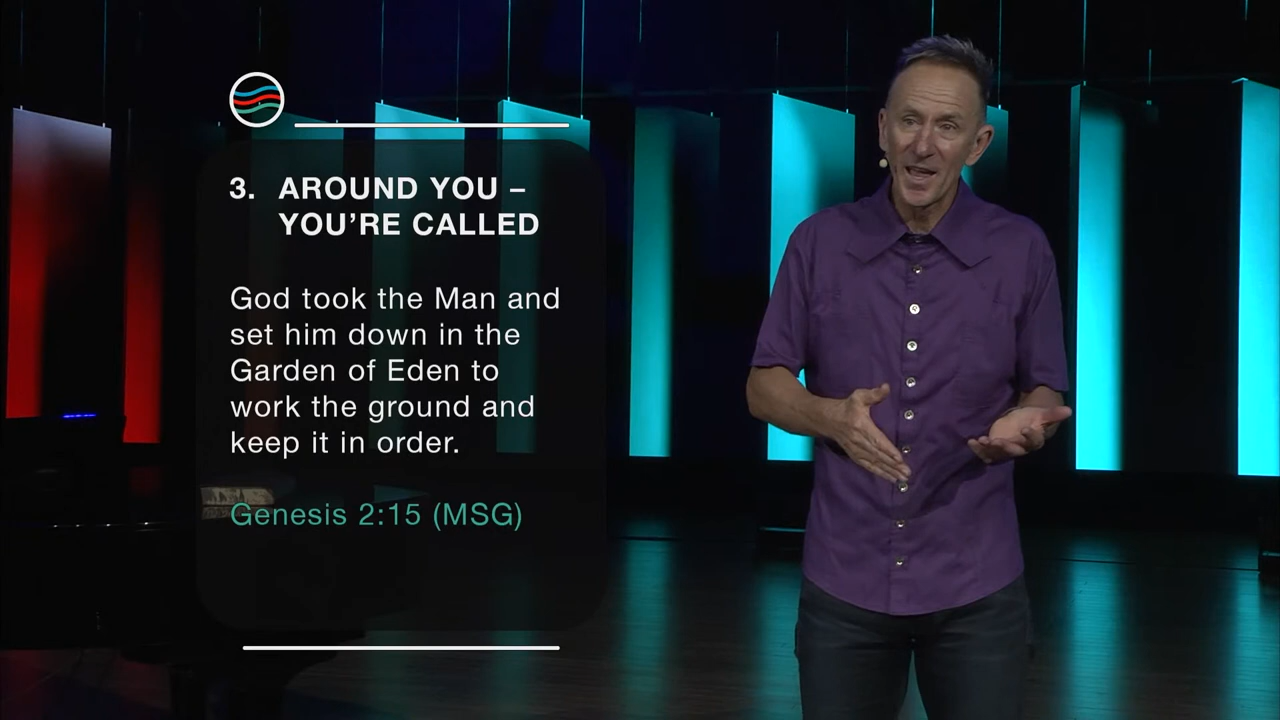 3. AROUND YOU –
YOU’RE CALLED
God took the Man and
set him down in the
Garden of Eden to
work the ground and
keep it in order.
Genesis 2:15 (MSG)